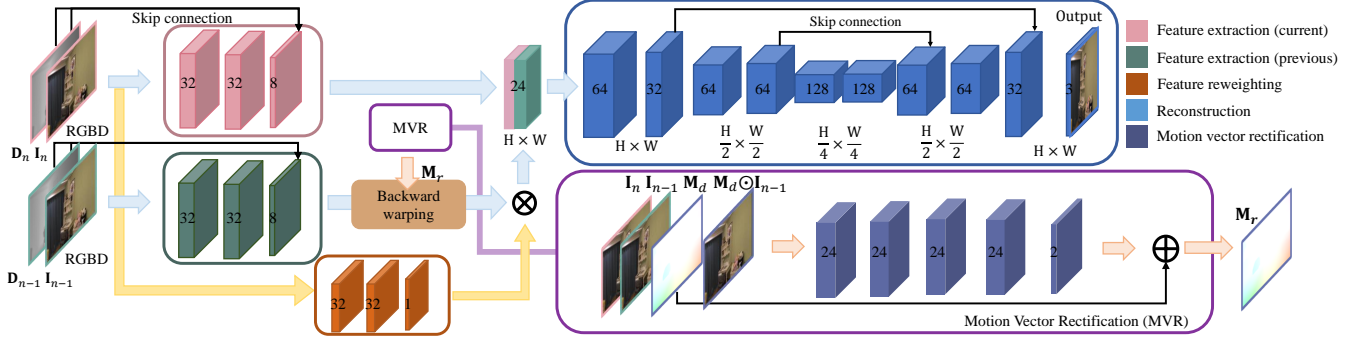 Skip connection
32
32
8
RGBD
D_n I_n
RGBD
D_{n-1} I_{n-1}
32
32
8
32
32
1
MVR
M_r
Backward
warping
24
H × W
⊗
Skip connection
Output
64
32
64
64
128
128
64
64
32
3
H × W
H/2 × W/2
H/4 × W/4
H/2 × W/2
H × W
Feature extraction (current)
Feature extraction (previous)
Feature reweighting
Reconstruction
Motion vector rectification
I_n I_{n-1} M_d M_d⊙I_{n-1}
24
24
24
24
2
⊕
M_r
Motion Vector Rectification (MVR)